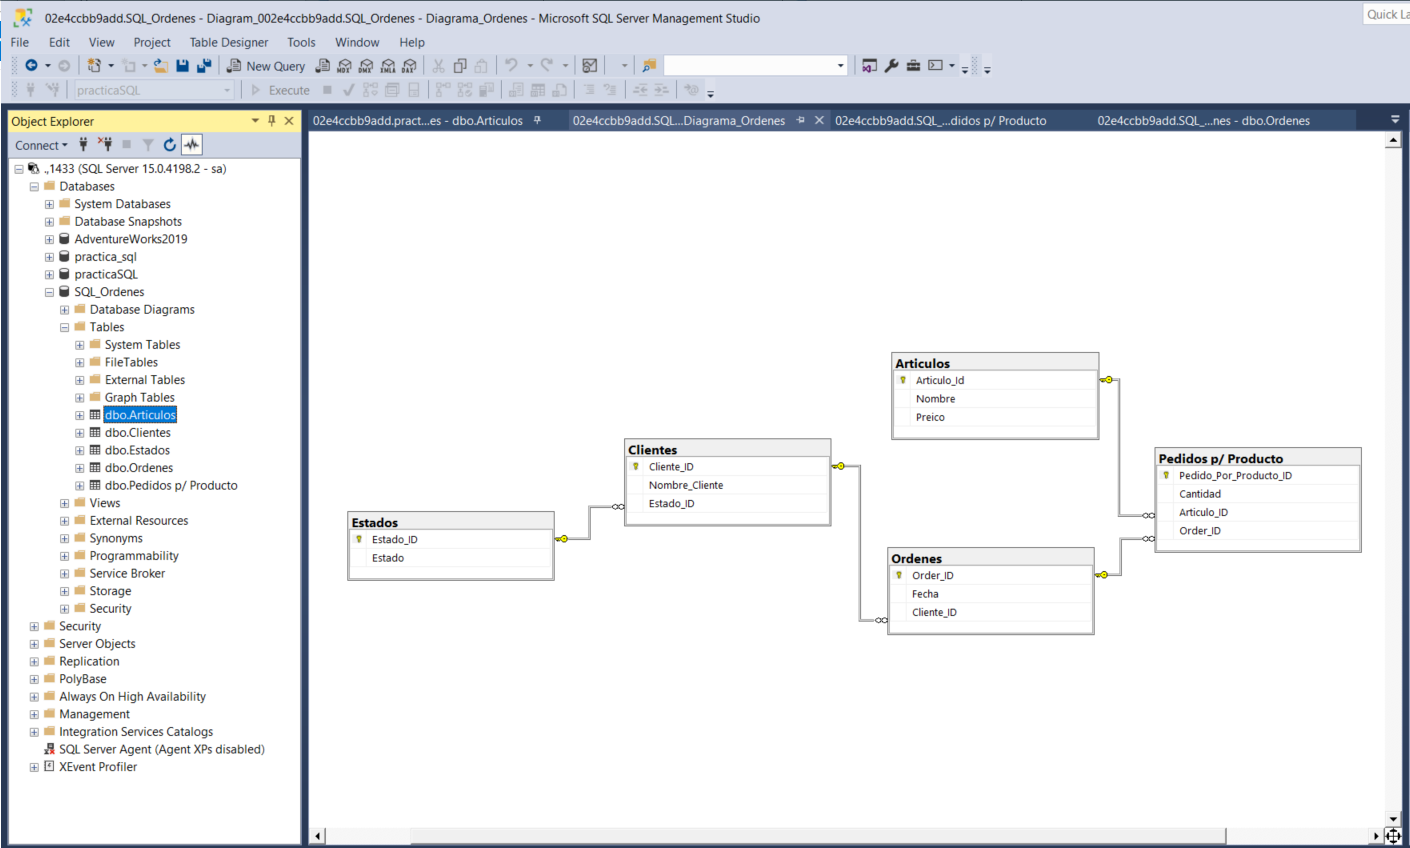 02e4ccbb9add.SQL_Ordenes - Diagram_002e4ccbb9add.SQL_Ordenes - Diagrama_Ordenes - Microsoft SQL Server Management Studio
Quick La
File Edit View Project Table Designer Tools Window Help
New Query MDX DMX XMLA DAX
practicaSQL Execute
Object Explorer
02e4ccbb9add.pract...es - dbo.Articulos
02e4ccbb9add.SQL...Diagrama_Ordenes
02e4ccbb9add.SQL_...didos p/ Producto
02e4ccbb9add.SQL_...nes - dbo.Ordenes
Connect
.,1433 (SQL Server 15.0.4198.2 - sa)
Databases
System Databases
Database Snapshots
AdventureWorks2019
practica_sql
practicaSQL
SQL_Ordenes
Database Diagrams
Tables
System Tables
FileTables
External Tables
Graph Tables
dbo.Articulos
dbo.Clientes
dbo.Estados
dbo.Ordenes
dbo.Pedidos p/ Producto
Views
External Resources
Synonyms
Programmability
Service Broker
Storage
Security
Security
Server Objects
Replication
PolyBase
Always On High Availability
Management
Integration Services Catalogs
SQL Server Agent (Agent XPs disabled)
XEvent Profiler
Estados
Estado_ID
Estado
Clientes
Cliente_ID
Nombre_Cliente
Estado_ID
Articulos
Articulo_Id
Nombre
Preico
Ordenes
Order_ID
Fecha
Cliente_ID
Pedidos p/ Producto
Pedido_Por_Producto_ID
Cantidad
Articulo_ID
Order_ID